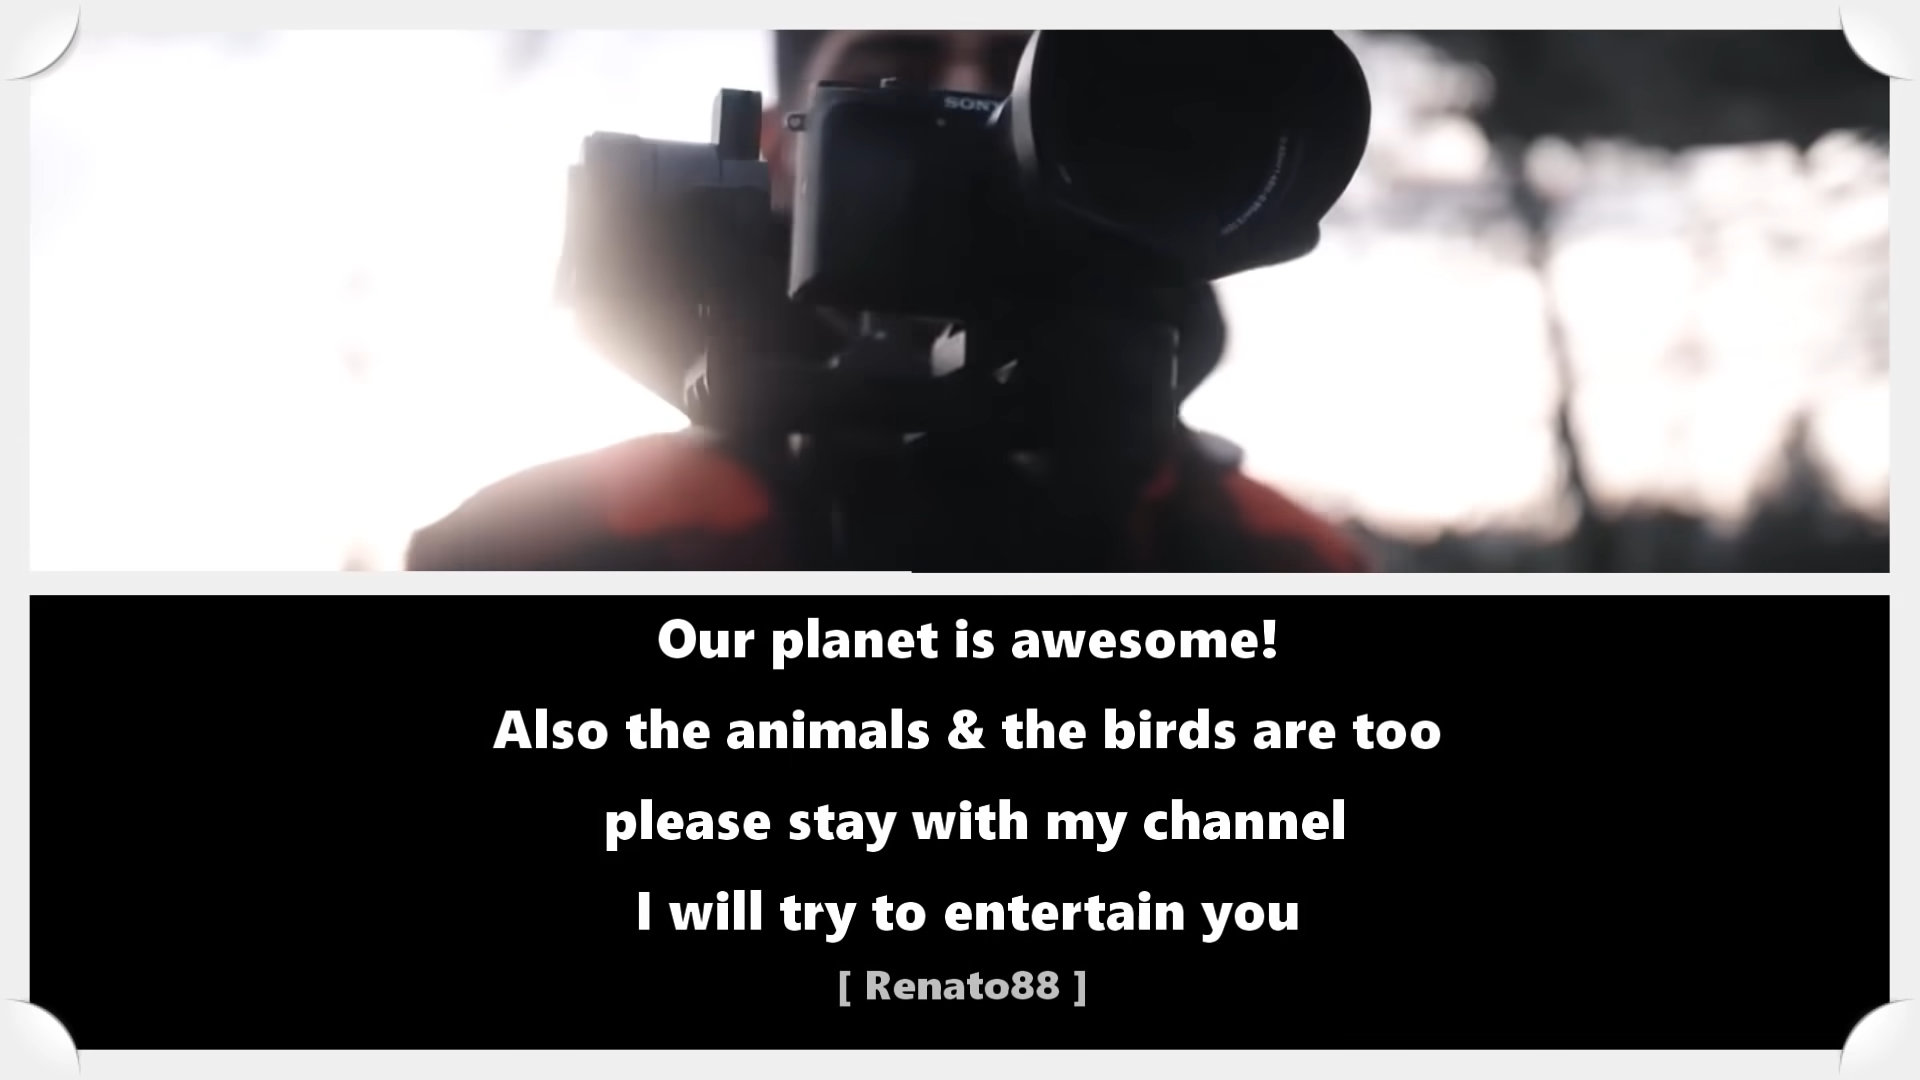 SONY
Our planet is awesome!
Also the animals & the birds are too
please stay with my channel
I will try to entertain you
[ Renato88 ]